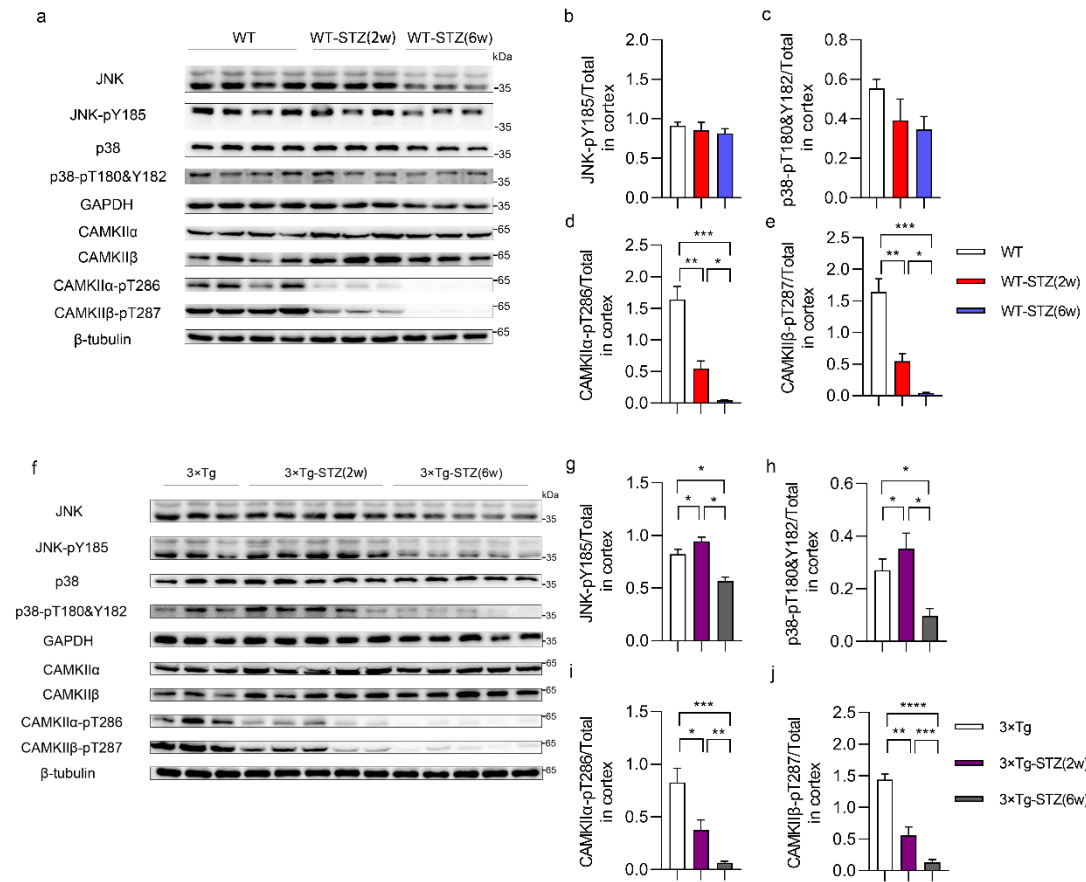 a
WT
WT-STZ(2w)
WT-STZ(6w)
kDa
JNK
-35
JNK-pY185
-35
p38
-35
p38-pT180&Y182
-35
GAPDH
-35
CAMKIIα
-65
CAMKIIβ
-65
CAMKIIα-pT286
-65
CAMKIIβ-pT287
-65
β-tubulin
-65
b
JNK-pY185/Total
in cortex
2.0
1.5
1.0
0.5
0.0
c
p38-pT180&Y182/Total
in cortex
0.8
0.6
0.4
0.2
0.0
d
CAMKIIα-pT286/Total
in cortex
2.5
2.0
1.5
1.0
0.5
0.0
***
** *
e
CAMKIIβ-pT287/Total
in cortex
2.5
2.0
1.5
1.0
0.5
0.0
***
** *
WT
WT-STZ(2w)
WT-STZ(6w)
f
3×Tg
3×Tg-STZ(2w)
3×Tg-STZ(6w)
kDa
JNK
-35
JNK-pY185
-35
p38
-35
p38-pT180&Y182
-35
GAPDH
-35
CAMKIIα
-65
CAMKIIβ
-65
CAMKIIα-pT286
-65
CAMKIIβ-pT287
-65
β-tubulin
-65
g
JNK-pY185/Total
in cortex
1.5
1.0
0.5
0.0
*
* *
h
p38-pT180&Y182/Total
in cortex
0.6
0.4
0.2
0.0
*
* *
i
CAMKIIα-pT286/Total
in cortex
2.0
1.5
1.0
0.5
0.0
***
* **
j
CAMKIIβ-pT287/Total
in cortex
2.5
2.0
1.5
1.0
0.5
0.0
****
** ***
3×Tg
3×Tg-STZ(2w)
3×Tg-STZ(6w)